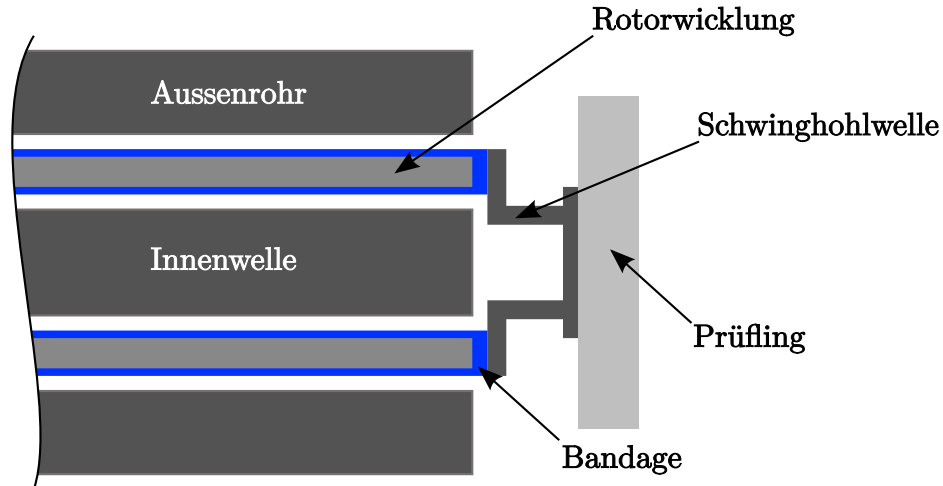 Rotorwicklung
Aussenrohr
Schwinghohlwelle
Innenwelle
Prüfling
Bandage